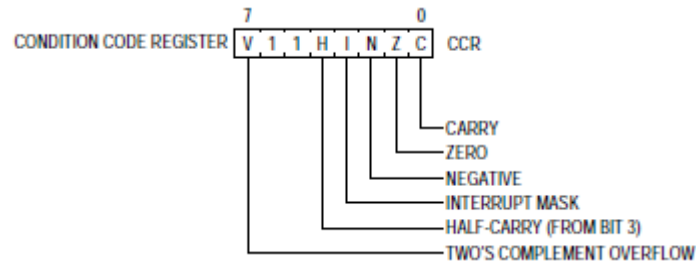 7 0
CONDITION CODE REGISTER V 1 1 H I N Z C CCR
CARRY
ZERO
NEGATIVE
INTERRUPT MASK
HALF-CARRY (FROM BIT 3)
TWO'S COMPLEMENT OVERFLOW